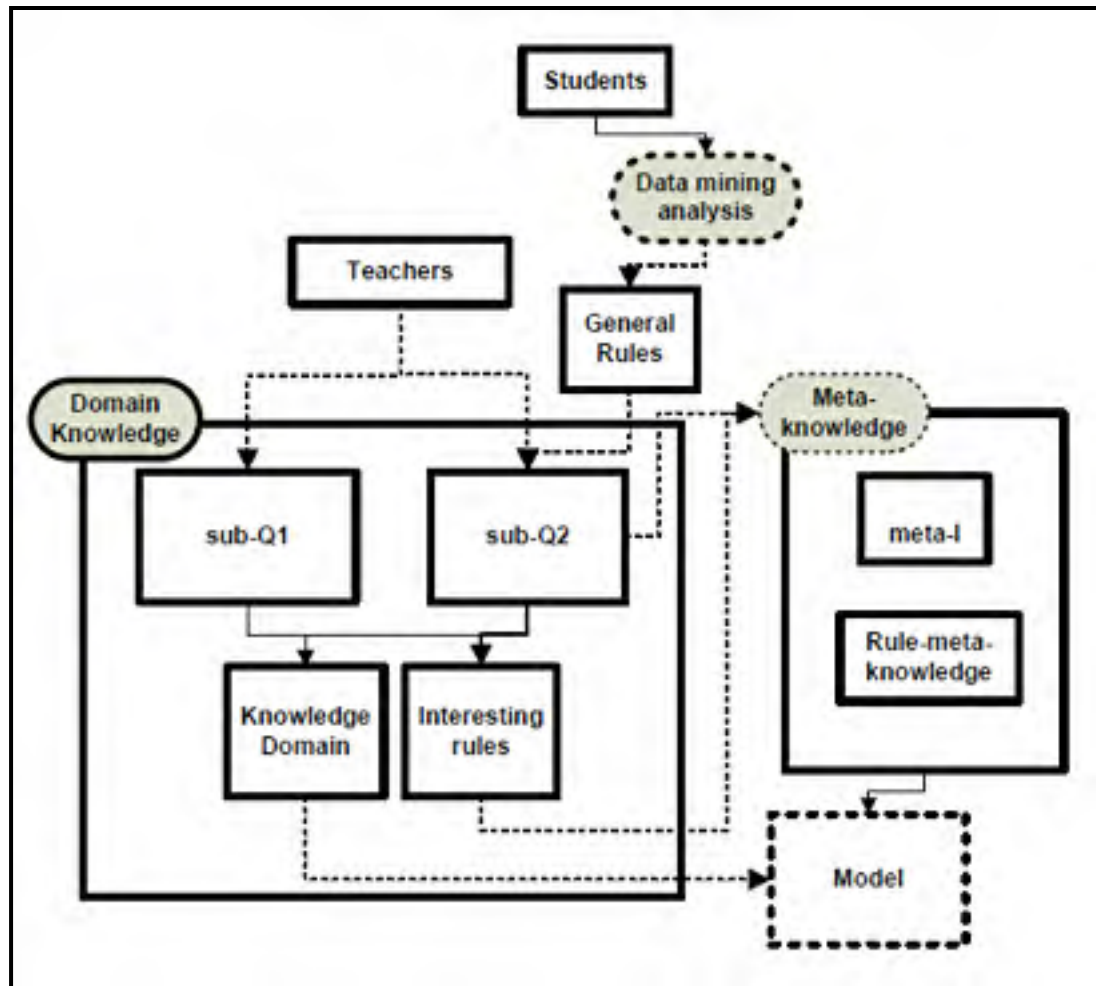 Students
Data mining
analysis
Teachers
General
Rules
Domain
Knowledge
Meta-
knowledge
sub-Q1
sub-Q2
meta-I
Rule-meta-
knowledge
Knowledge
Domain
Interesting
rules
Model